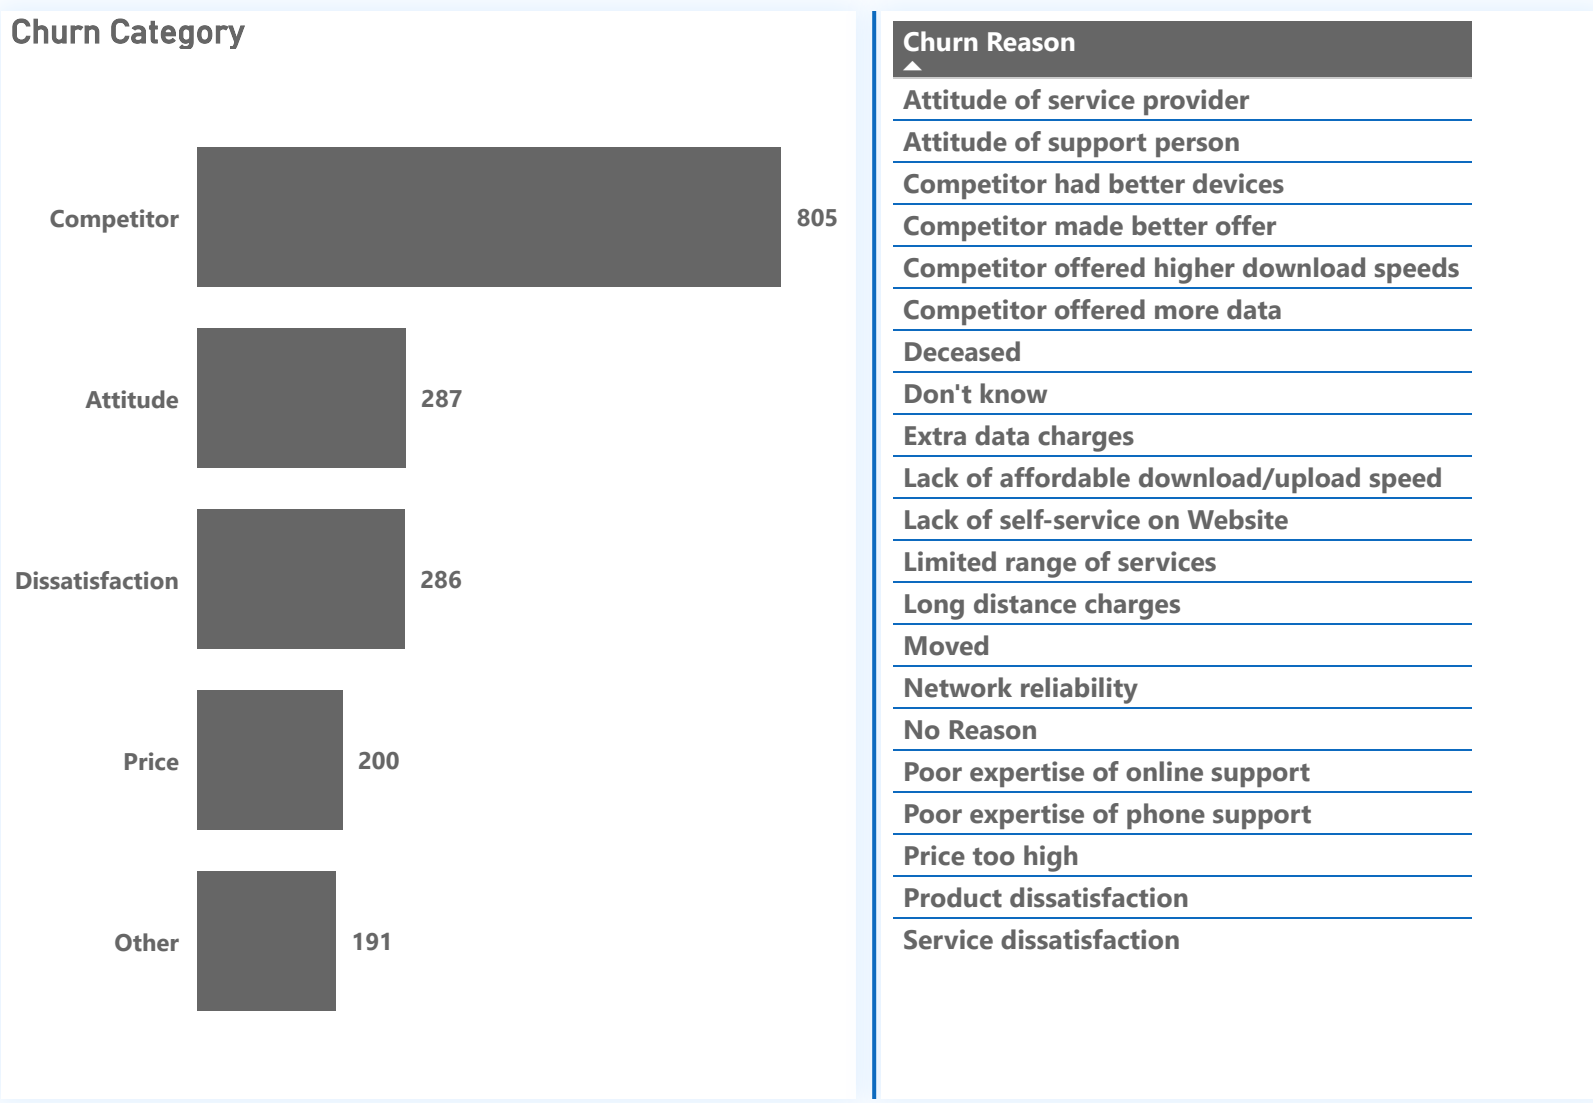 Churn Category
Competitor 805
Attitude 287
Dissatisfaction 286
Price 200
Other 191
Churn Reason
Attitude of service provider
Attitude of support person
Competitor had better devices
Competitor made better offer
Competitor offered higher download speeds
Competitor offered more data
Deceased
Don't know
Extra data charges
Lack of affordable download/upload speed
Lack of self-service on Website
Limited range of services
Long distance charges
Moved
Network reliability
No Reason
Poor expertise of online support
Poor expertise of phone support
Price too high
Product dissatisfaction
Service dissatisfaction